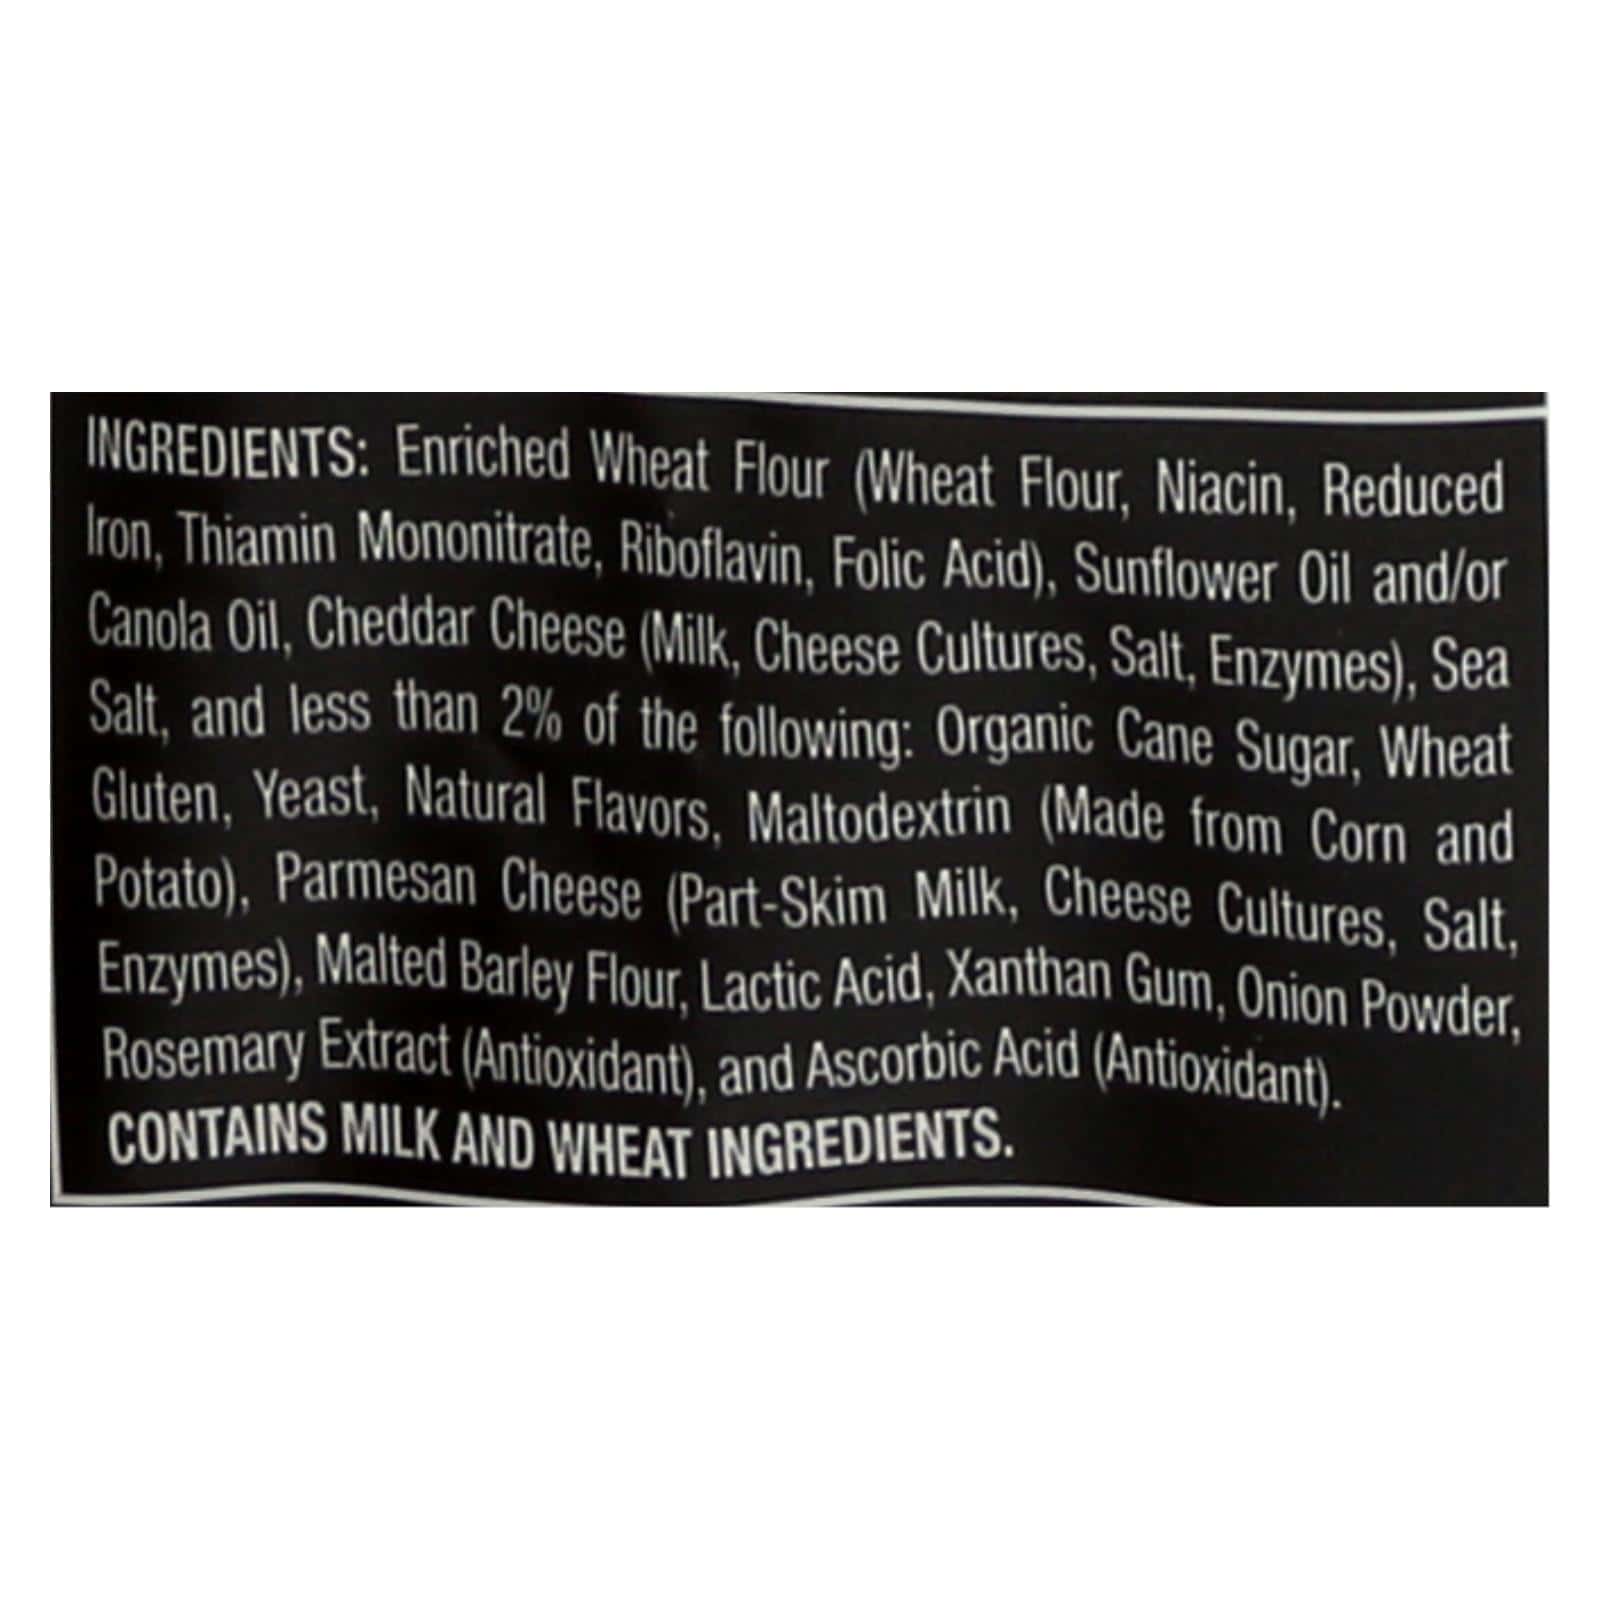 INGREDIENTS: Enriched Wheat Flour (Wheat Flour, Niacin, Reduced
Iron, Thiamin Mononitrate, Riboflavin, Folic Acid), Sunflower Oil and/or
Canola Oil, Cheddar Cheese (Milk, Cheese Cultures, Salt, Enzymes), Sea
Salt, and less than 2% of the following: Organic Cane Sugar, Wheat
Gluten, Yeast, Natural Flavors, Maltodextrin (Made from Corn and
Potato), Parmesan Cheese (Part-Skim Milk, Cheese Cultures, Salt,
Enzymes), Malted Barley Flour, Lactic Acid, Xanthan Gum, Onion Powder,
Rosemary Extract (Antioxidant), and Ascorbic Acid (Antioxidant).
CONTAINS MILK AND WHEAT INGREDIENTS.